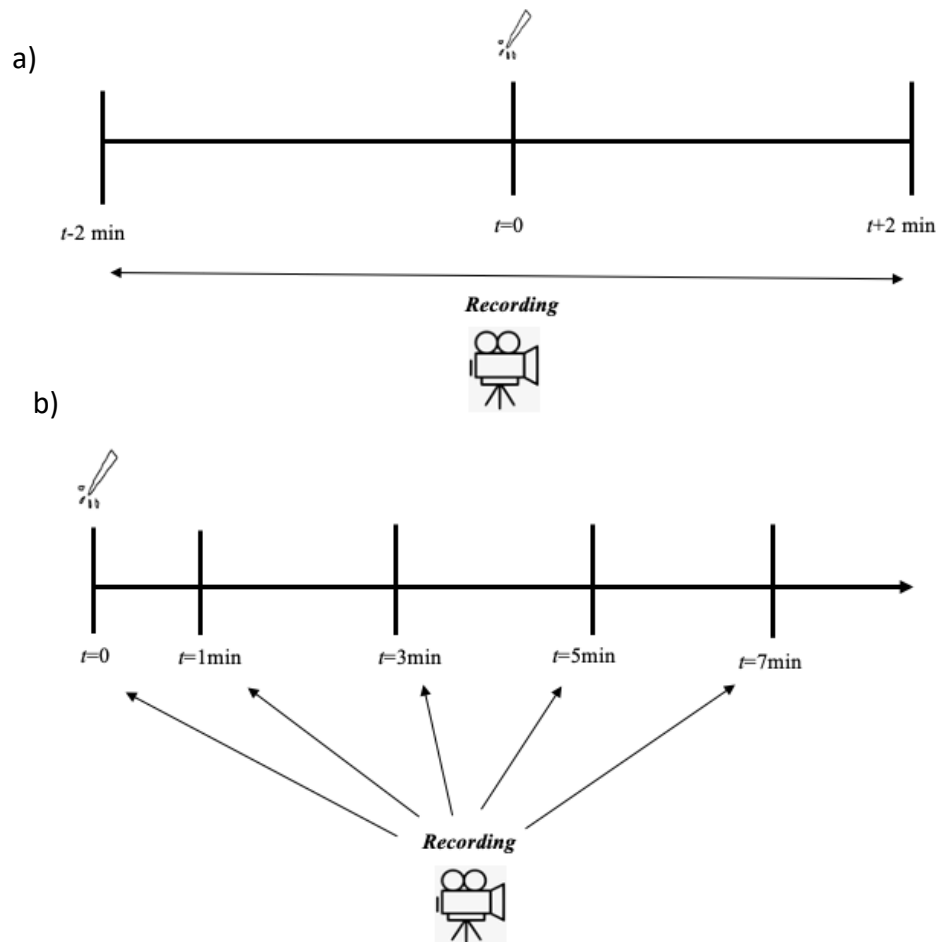 a)
t-2 min
t=0
t+2 min
Recording
b)
t=0
t=1min
t=3min
t=5min
t=7min
Recording